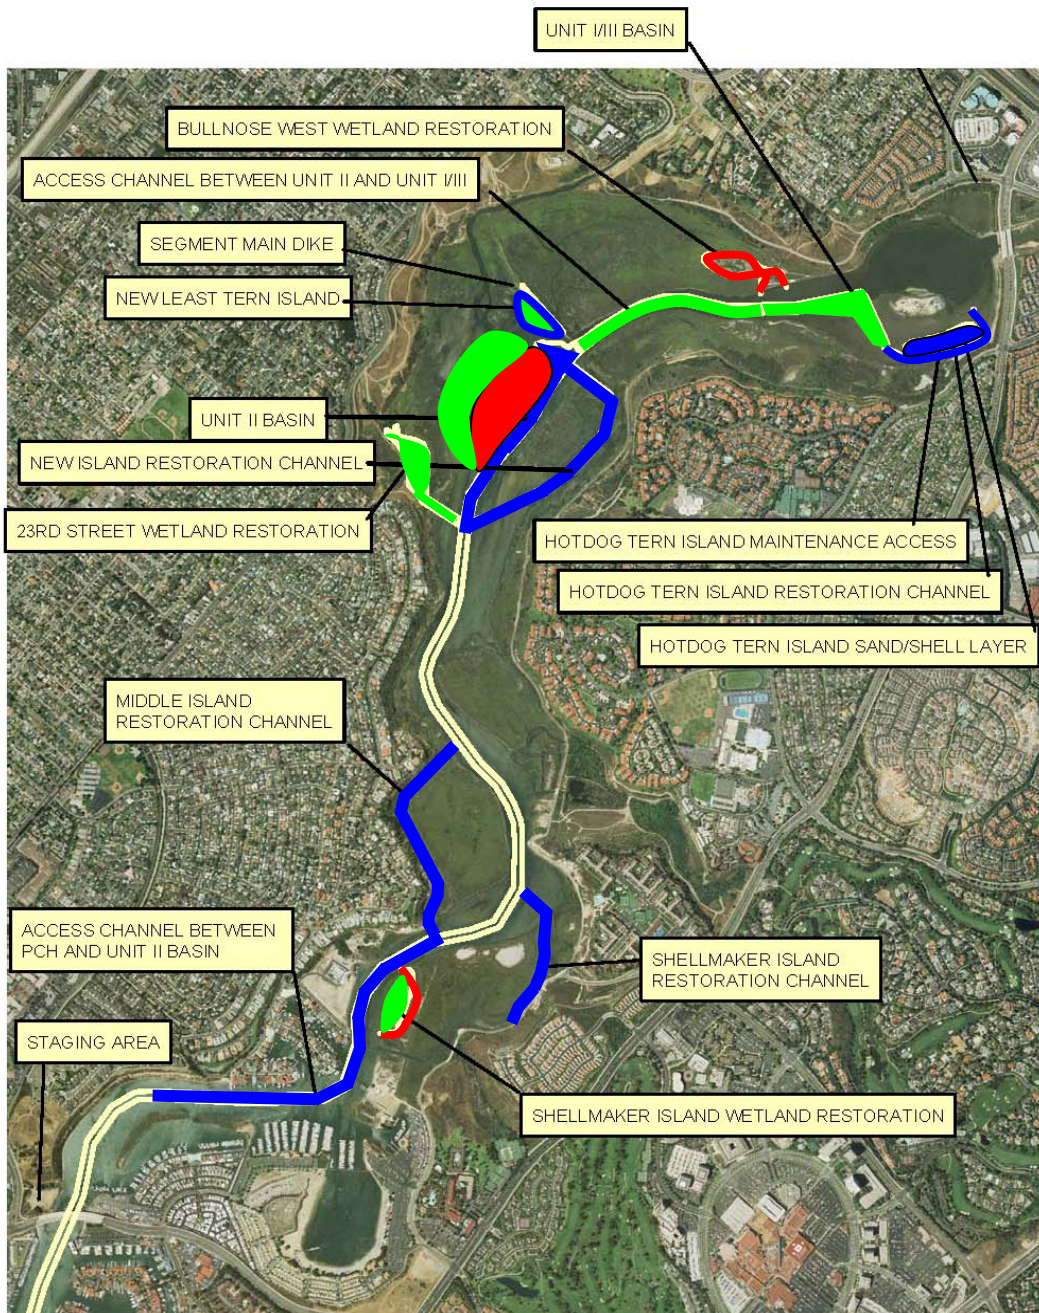 UNIT I/III BASIN
BULLNOSE WEST WETLAND RESTORATION
ACCESS CHANNEL BETWEEN UNIT II AND UNIT I/III
SEGMENT MAIN DIKE
NEW LEAST TERN ISLAND
UNIT II BASIN
NEW ISLAND RESTORATION CHANNEL
23RD STREET WETLAND RESTORATION
HOTDOG TERN ISLAND MAINTENANCE ACCESS
HOTDOG TERN ISLAND RESTORATION CHANNEL
HOTDOG TERN ISLAND SAND/SHELL LAYER
MIDDLE ISLAND
RESTORATION CHANNEL
ACCESS CHANNEL BETWEEN
PCH AND UNIT II BASIN
SHELLMAKER ISLAND
RESTORATION CHANNEL
STAGING AREA
SHELLMAKER ISLAND WETLAND RESTORATION